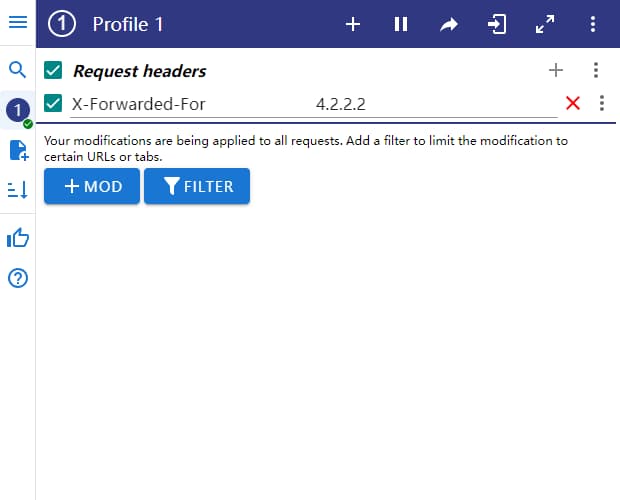 1 Profile 1
Request headers
1
X-Forwarded-For 4.2.2.2
Your modifications are being applied to all requests. Add a filter to limit the modification to
certain URLs or tabs.
MOD FILTER